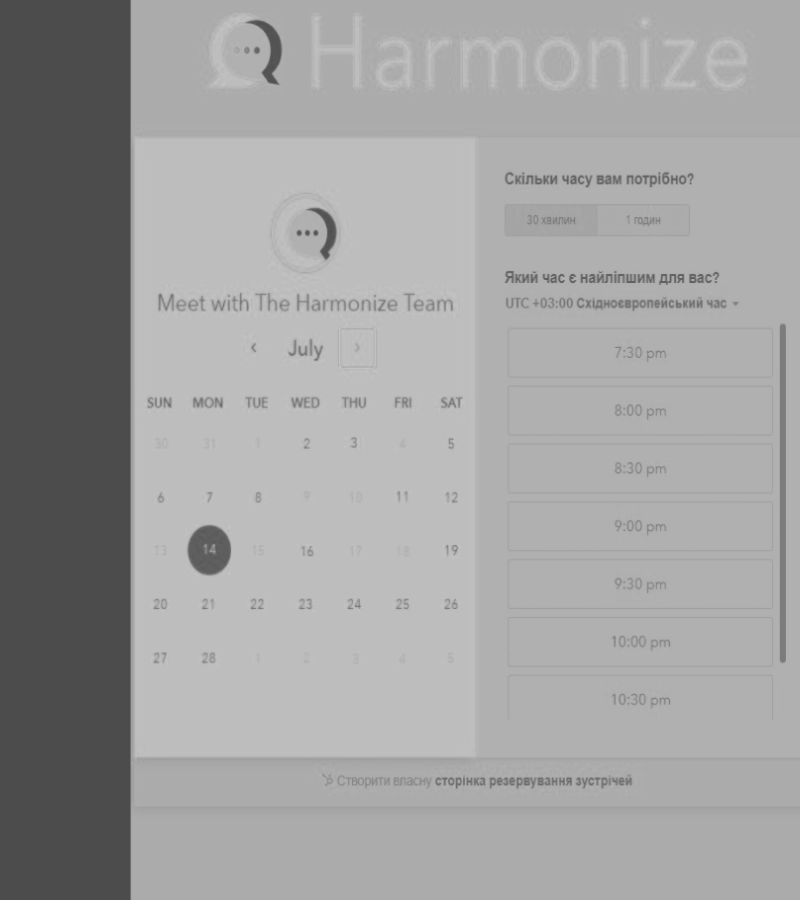 Harmonize
Meet with The Harmonize Team
‹ July ›
SUN MON TUE WED THU FRI SAT
30 31 1 2 3 4 5
6 7 8 9 10 11 12
13 14 15 16 17 18 19
20 21 22 23 24 25 26
27 28 1 2 3 4 5
Скільки часу вам потрібно?
30 хвилин 1 годин
Який час є найліпшим для вас?
UTC +03:00 Східноєвропейський час
7:30 pm
8:00 pm
8:30 pm
9:00 pm
9:30 pm
10:00 pm
10:30 pm
Створити власну сторінка резервування зустрічей